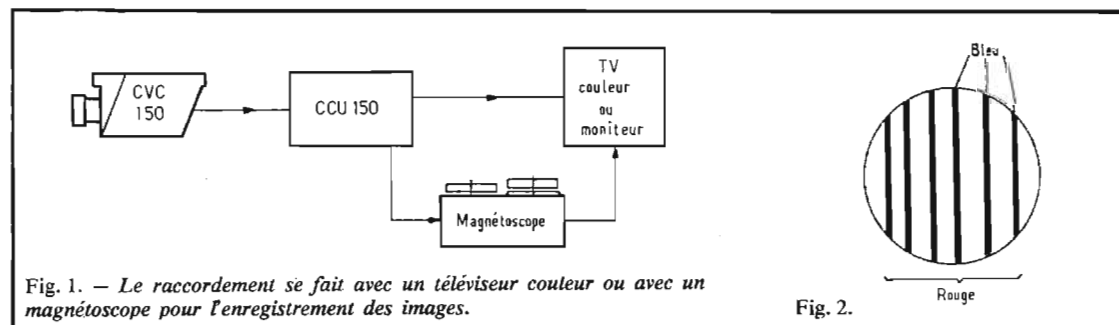 CVC
150
CCU 150
TV
couleur
ou
moniteur
Magnétoscope
Fig. 1. — Le raccordement se fait avec un téléviseur couleur ou avec un
magnétoscope pour l'enregistrement des images.
Bleu
Rouge
Fig. 2.